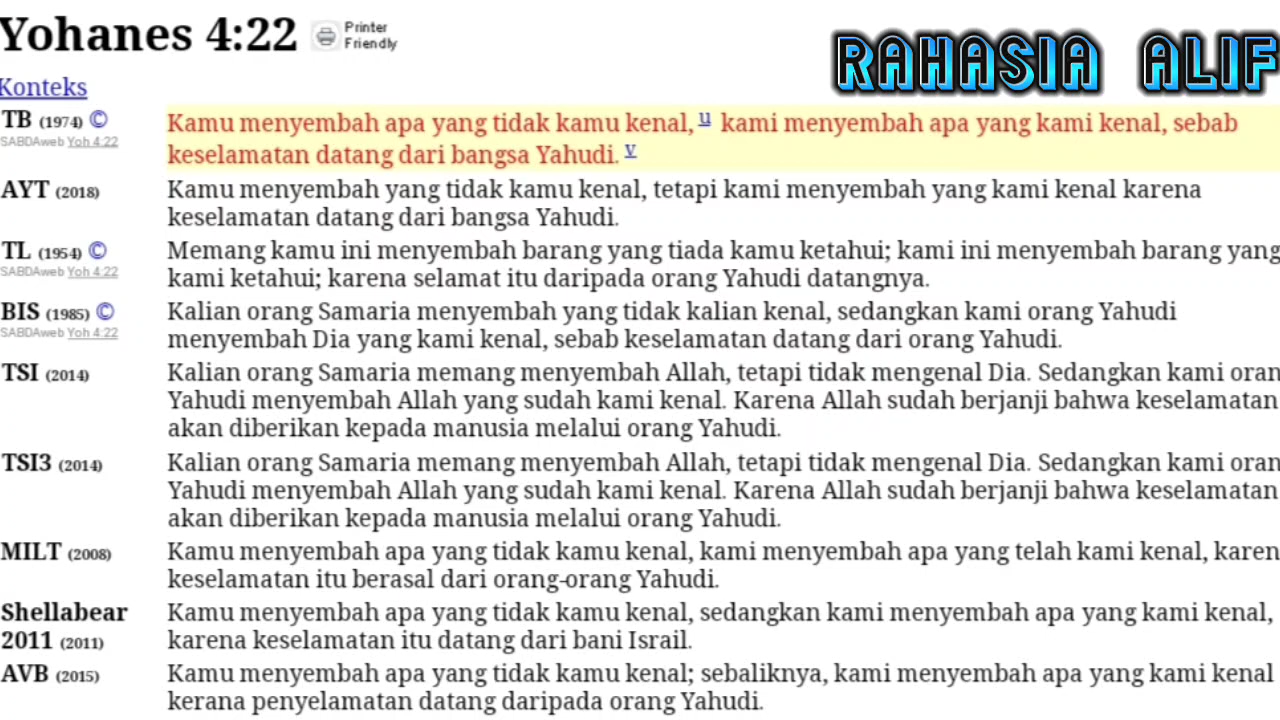 Yohanes 4:22
Printer
Friendly
RAHASIA ALIF
Konteks
TB (1974) © Kamu menyembah apa yang tidak kamu kenal, u kami menyembah apa yang kami kenal, sebab
SABDAweb Yoh 4:22 keselamatan datang dari bangsa Yahudi. v
AYT (2018) Kamu menyembah yang tidak kamu kenal, tetapi kami menyembah yang kami kenal karena
keselamatan datang dari bangsa Yahudi.
TL (1954) © Memang kamu ini menyembah barang yang tiada kamu ketahui; kami ini menyembah barang yang
SABDAweb Yoh 4:22 kami ketahui; karena selamat itu daripada orang Yahudi datangnya.
BIS (1985) © Kalian orang Samaria menyembah yang tidak kalian kenal, sedangkan kami orang Yahudi
SABDAweb Yoh 4:22 menyembah Dia yang kami kenal, sebab keselamatan datang dari orang Yahudi.
TSI (2014) Kalian orang Samaria memang menyembah Allah, tetapi tidak mengenal Dia. Sedangkan kami oran
Yahudi menyembah Allah yang sudah kami kenal. Karena Allah sudah berjanji bahwa keselamatan
akan diberikan kepada manusia melalui orang Yahudi.
TSI3 (2014) Kalian orang Samaria memang menyembah Allah, tetapi tidak mengenal Dia. Sedangkan kami oran
Yahudi menyembah Allah yang sudah kami kenal. Karena Allah sudah berjanji bahwa keselamatan
akan diberikan kepada manusia melalui orang Yahudi.
MILT (2008) Kamu menyembah apa yang tidak kamu kenal, kami menyembah apa yang telah kami kenal, karen
keselamatan itu berasal dari orang-orang Yahudi.
Shellabear Kamu menyembah apa yang tidak kamu kenal, sedangkan kami menyembah apa yang kami kenal,
2011 (2011) karena keselamatan itu datang dari bani Israil.
AVB (2015) Kamu menyembah apa yang tidak kamu kenal; sebaliknya, kami menyembah apa yang kami kenal
kerana penyelamatan datang daripada orang Yahudi.